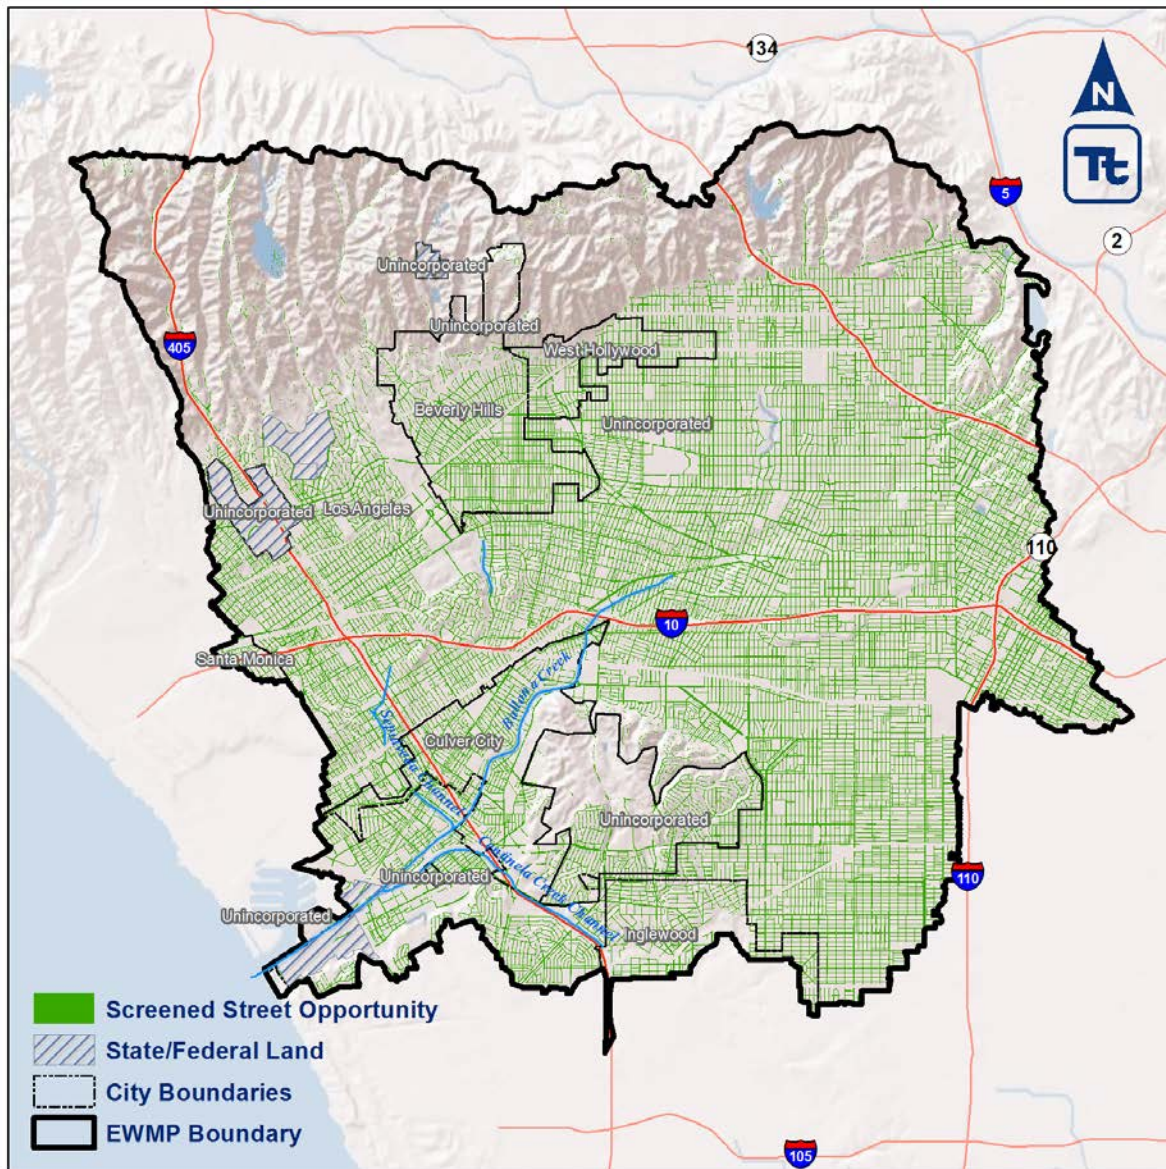 134
N
Tt
5
2
Unincorporated
Unincorporated
405
West Hollywood
Beverly Hills
Unincorporated
Unincorporated
Los Angeles
110
10
Santa Monica
Ballona Creek
Sepulveda Channel
Culver City
Unincorporated
Centinela Creek Channel
Unincorporated
110
Unincorporated
Inglewood
Screened Street Opportunity
State/Federal Land
City Boundaries
EWMP Boundary
105